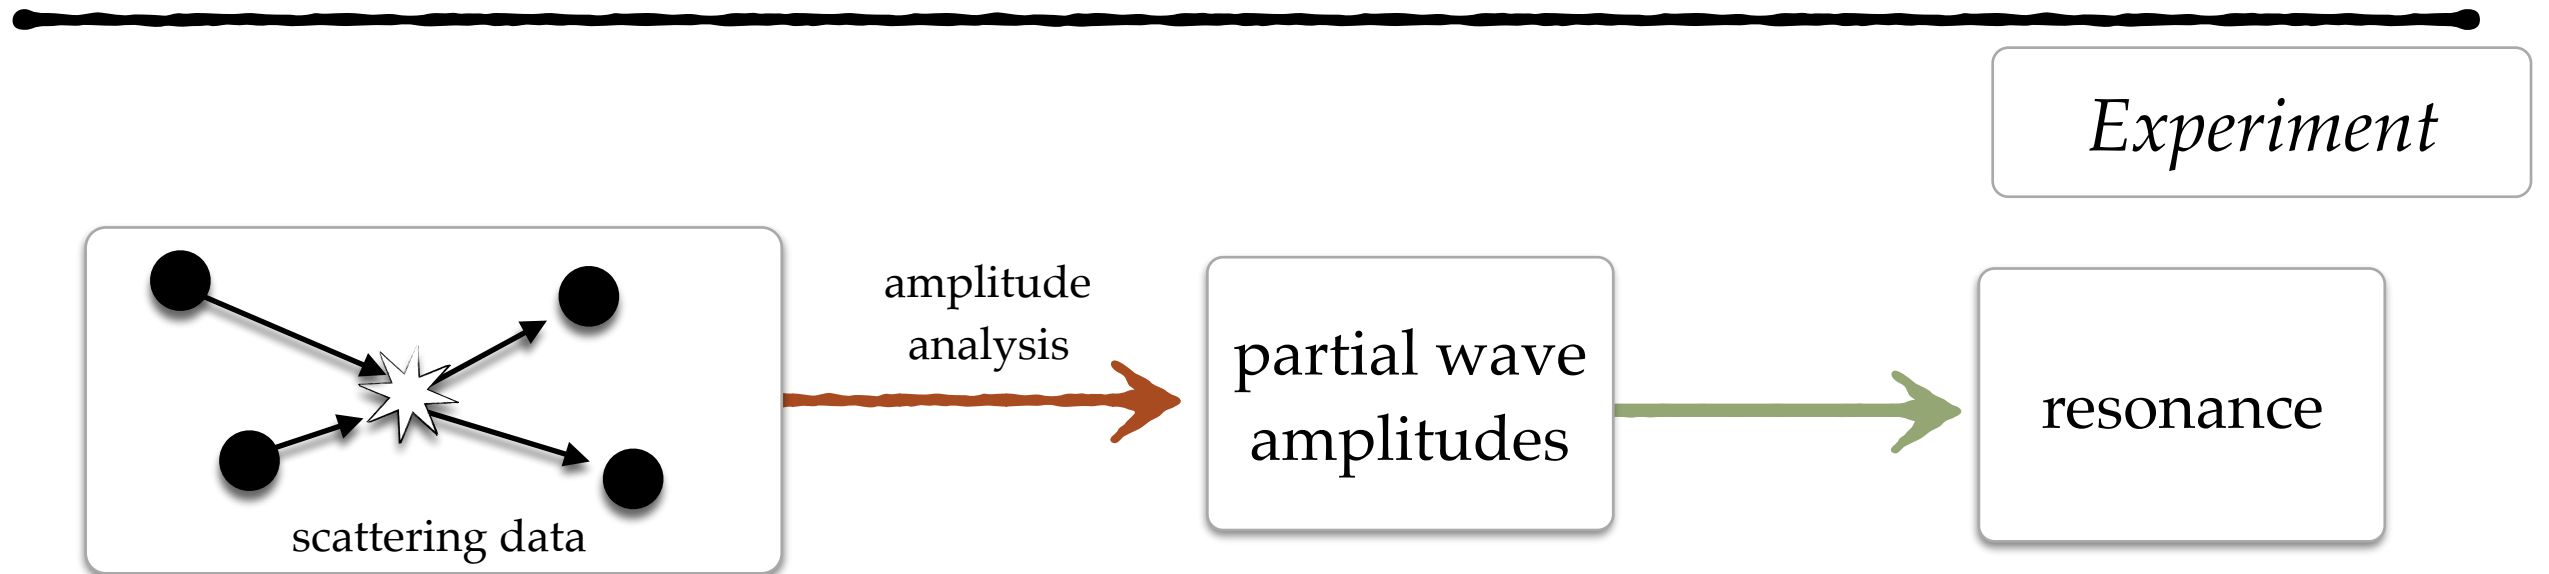 Experiment
amplitude
analysis
partial wave
amplitudes
resonance
scattering data